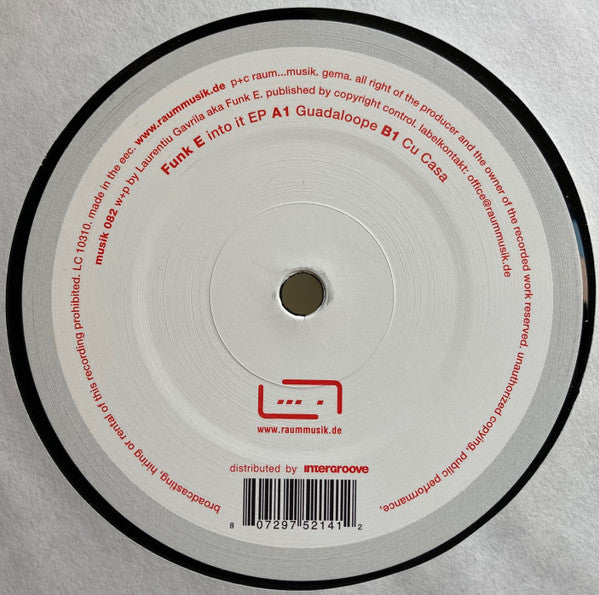 broadcasting, hiring or rental of this recording prohibited. LC 10310. made in the eec. www.raummusik.de p+c raum...musik. gema. all right of the producer and the owner of the recorded work reserved. unauthorized copying, public performance,
musik 082 w+p by Laurentiu Gavrila aka Funk E. published by copyright control. labelkontakt: office@raummusik.de
Funk E into it EP A1 Guadaloope B1 Cu Casa
www.raummusik.de
distributed by intergroove
8 07297 52141 2